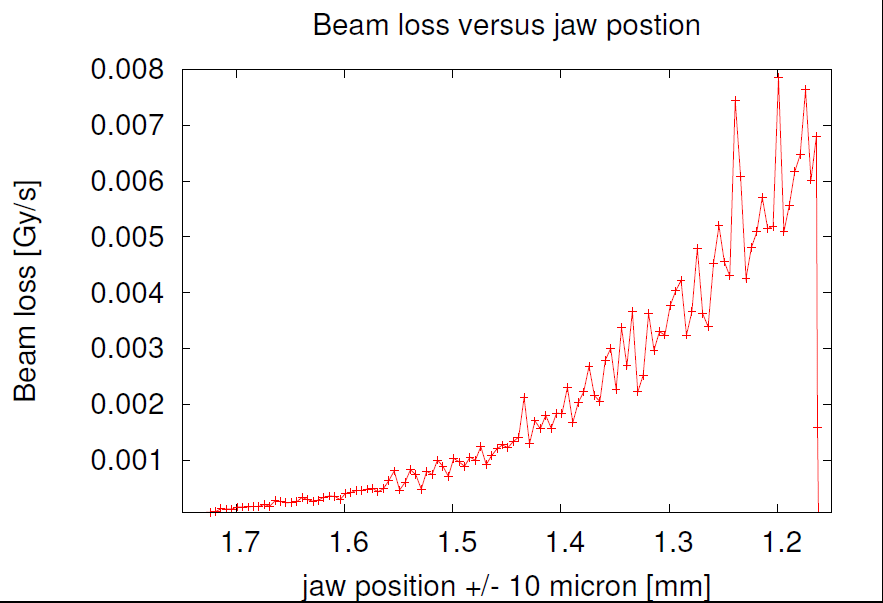 Beam loss versus jaw postion
0.008
0.007
0.006
0.005
0.004
0.003
0.002
0.001
Beam loss [Gy/s]
1.7 1.6 1.5 1.4 1.3 1.2
jaw position +/- 10 micron [mm]